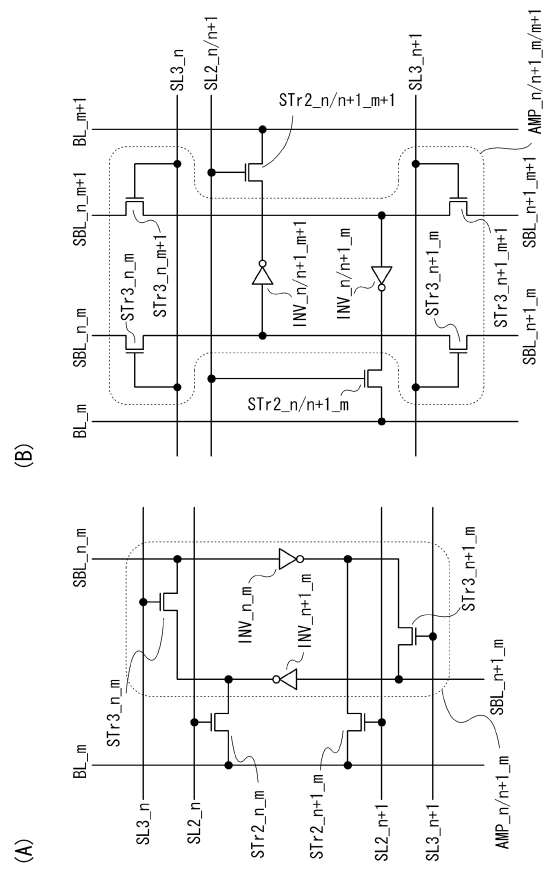 (A)
BL_m
SBL_n_m
STr3_n_m
SL3_n
SL2_n
STr2_n_m
STr2_n+1_m
SL2_n+1
SL3_n+1
INV_n_m
INV_n+1_m
STr3_n+1_m
SBL_n+1_m
AMP_n/n+1_m
(B)
BL_m
SBL_n_m
SBL_n_m+1
BL_m+1
STr3_n_m
STr3_n_m+1
SL3_n
SL2_n/n+1
STr2_n/n+1_m+1
INV_n/n+1_m+1
INV_n/n+1_m
STr2_n/n+1_m
STr3_n+1_m
STr3_n+1_m+1
SL3_n+1
SBL_n+1_m
SBL_n+1_m+1
AMP_n/n+1_m/m+1